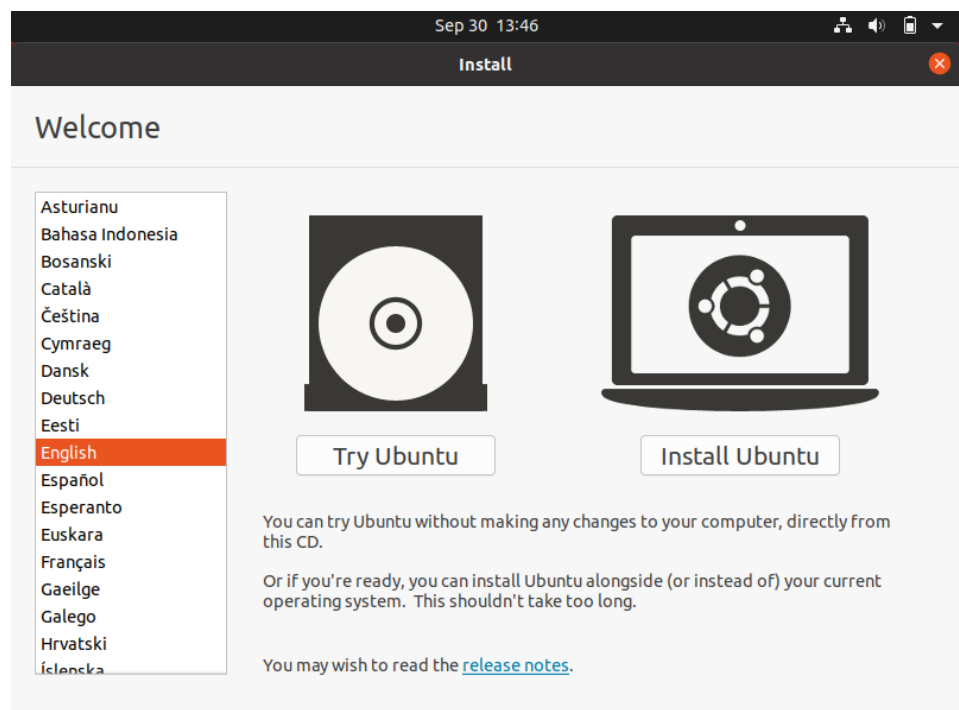 Sep 30 13:46
Install
Welcome
Asturianu
Bahasa Indonesia
Bosanski
Català
Čeština
Cymraeg
Dansk
Deutsch
Eesti
English
Español
Esperanto
Euskara
Français
Gaeilge
Galego
Hrvatski
Íslenska
Try Ubuntu
Install Ubuntu
You can try Ubuntu without making any changes to your computer, directly from
this CD.
Or if you're ready, you can install Ubuntu alongside (or instead of) your current
operating system.  This shouldn't take too long.
You may wish to read the release notes.